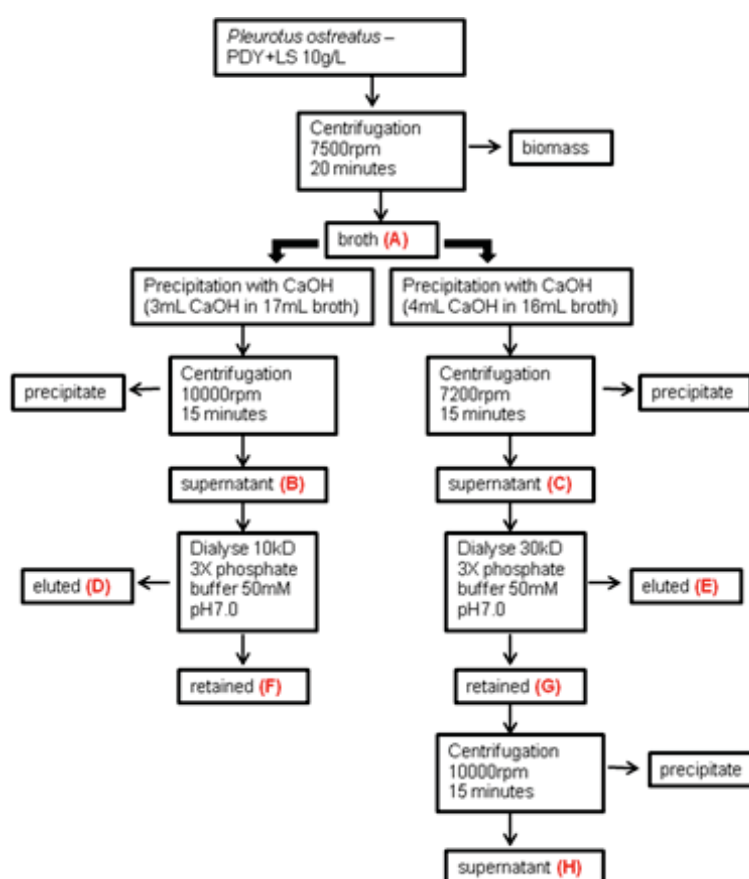 Pleurotus ostreatus –
PDY+LS 10g/L
Centrifugation
7500rpm
20 minutes
biomass
broth (A)
Precipitation with CaOH
(3mL CaOH in 17mL broth)
Precipitation with CaOH
(4mL CaOH in 16mL broth)
precipitate
Centrifugation
10000rpm
15 minutes
Centrifugation
7200rpm
15 minutes
precipitate
supernatant (B)
supernatant (C)
eluted (D)
Dialyse 10kD
3X phosphate
buffer 50mM
pH7.0
Dialyse 30kD
3X phosphate
buffer 50mM
pH7.0
eluted (E)
retained (F)
retained (G)
Centrifugation
10000rpm
15 minutes
precipitate
supernatant (H)